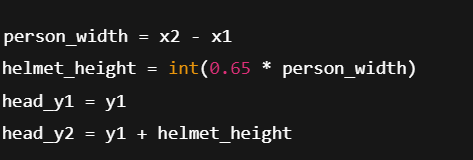 person_width = x2 - x1
helmet_height = int(0.65 * person_width)
head_y1 = y1
head_y2 = y1 + helmet_height